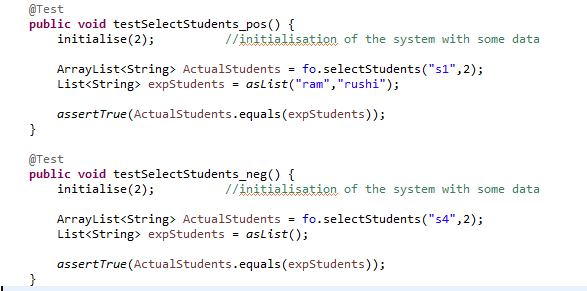 @Test
public void testSelectStudents_pos() {
    initialise(2);          //initialisation of the system with some data
    ArrayList<String> ActualStudents = fo.selectStudents("s1",2);
    List<String> expStudents = asList("ram","rushi");
    assertTrue(ActualStudents.equals(expStudents));
}
@Test
public void testSelectStudents_neg() {
    initialise(2);          //initialisation of the system with some data
    ArrayList<String> ActualStudents = fo.selectStudents("s4",2);
    List<String> expStudents = asList();
    assertTrue(ActualStudents.equals(expStudents));
}